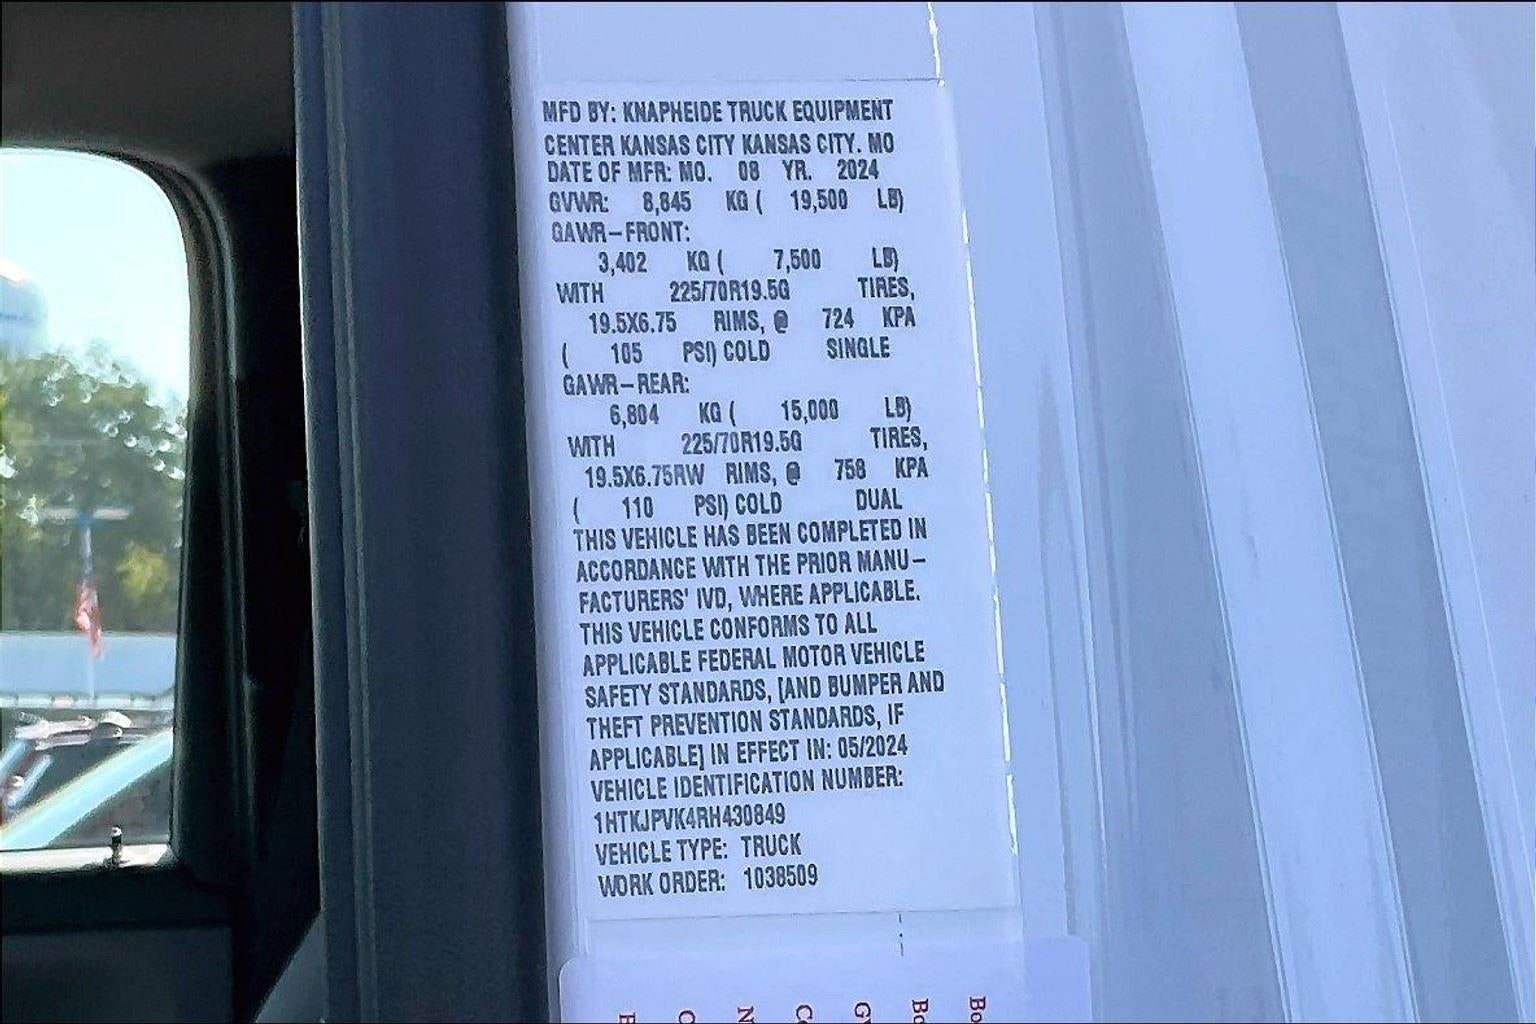 MFD BY: KNAPHEIDE TRUCK EQUIPMENT
CENTER KANSAS CITY KANSAS CITY. MO
DATE OF MFR: MO. 08 YR. 2024
GVWR: 8,845 KG ( 19,500 LB)
GAWR-FRONT:
3,402 KG ( 7,500 LB)
WITH 225/70R19.5G TIRES,
19.5X6.75 RIMS, @ 724 KPA
( 105 PSI) COLD SINGLE
GAWR-REAR:
6,804 KG ( 15,000 LB)
WITH 225/70R19.5G TIRES,
19.5X6.75RW RIMS, @ 758 KPA
( 110 PSI) COLD DUAL
THIS VEHICLE HAS BEEN COMPLETED IN
ACCORDANCE WITH THE PRIOR MANU-
FACTURERS' IVD, WHERE APPLICABLE.
THIS VEHICLE CONFORMS TO ALL
APPLICABLE FEDERAL MOTOR VEHICLE
SAFETY STANDARDS, [AND BUMPER AND
THEFT PREVENTION STANDARDS, IF
APPLICABLE] IN EFFECT IN: 05/2024
VEHICLE IDENTIFICATION NUMBER:
1HTKJPVK4RH430849
VEHICLE TYPE: TRUCK
WORK ORDER: 1038509